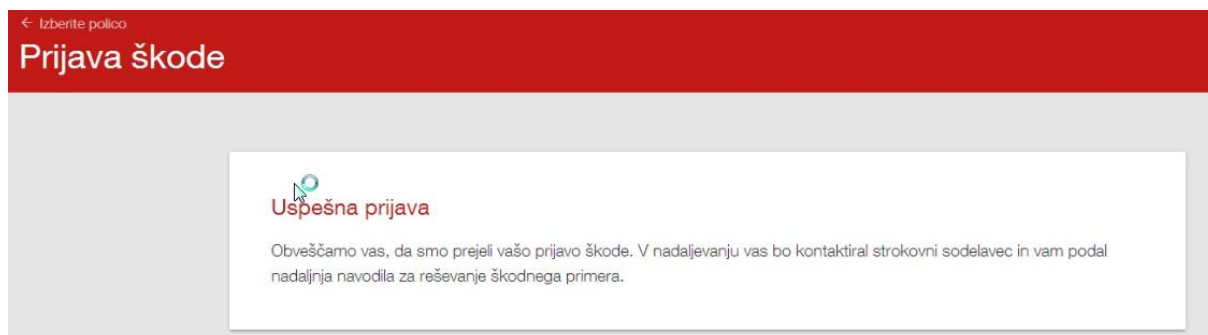 ← Izberite polico
Prijava škode
Uspešna prijava
Obveščamo vas, da smo prejeli vašo prijavo škode. V nadaljevanju vas bo kontaktiral strokovni sodelavec in vam podal
nadaljnja navodila za reševanje škodnega primera.